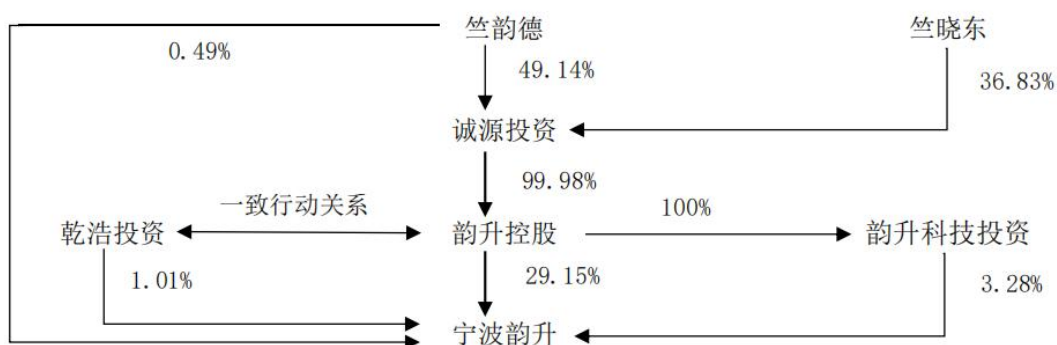 竺韵德
竺晓东
0.49%
49.14%
36.83%
诚源投资
99.98%
一致行动关系
100%
乾浩投资
韵升控股
韵升科技投资
1.01%
29.15%
3.28%
宁波韵升